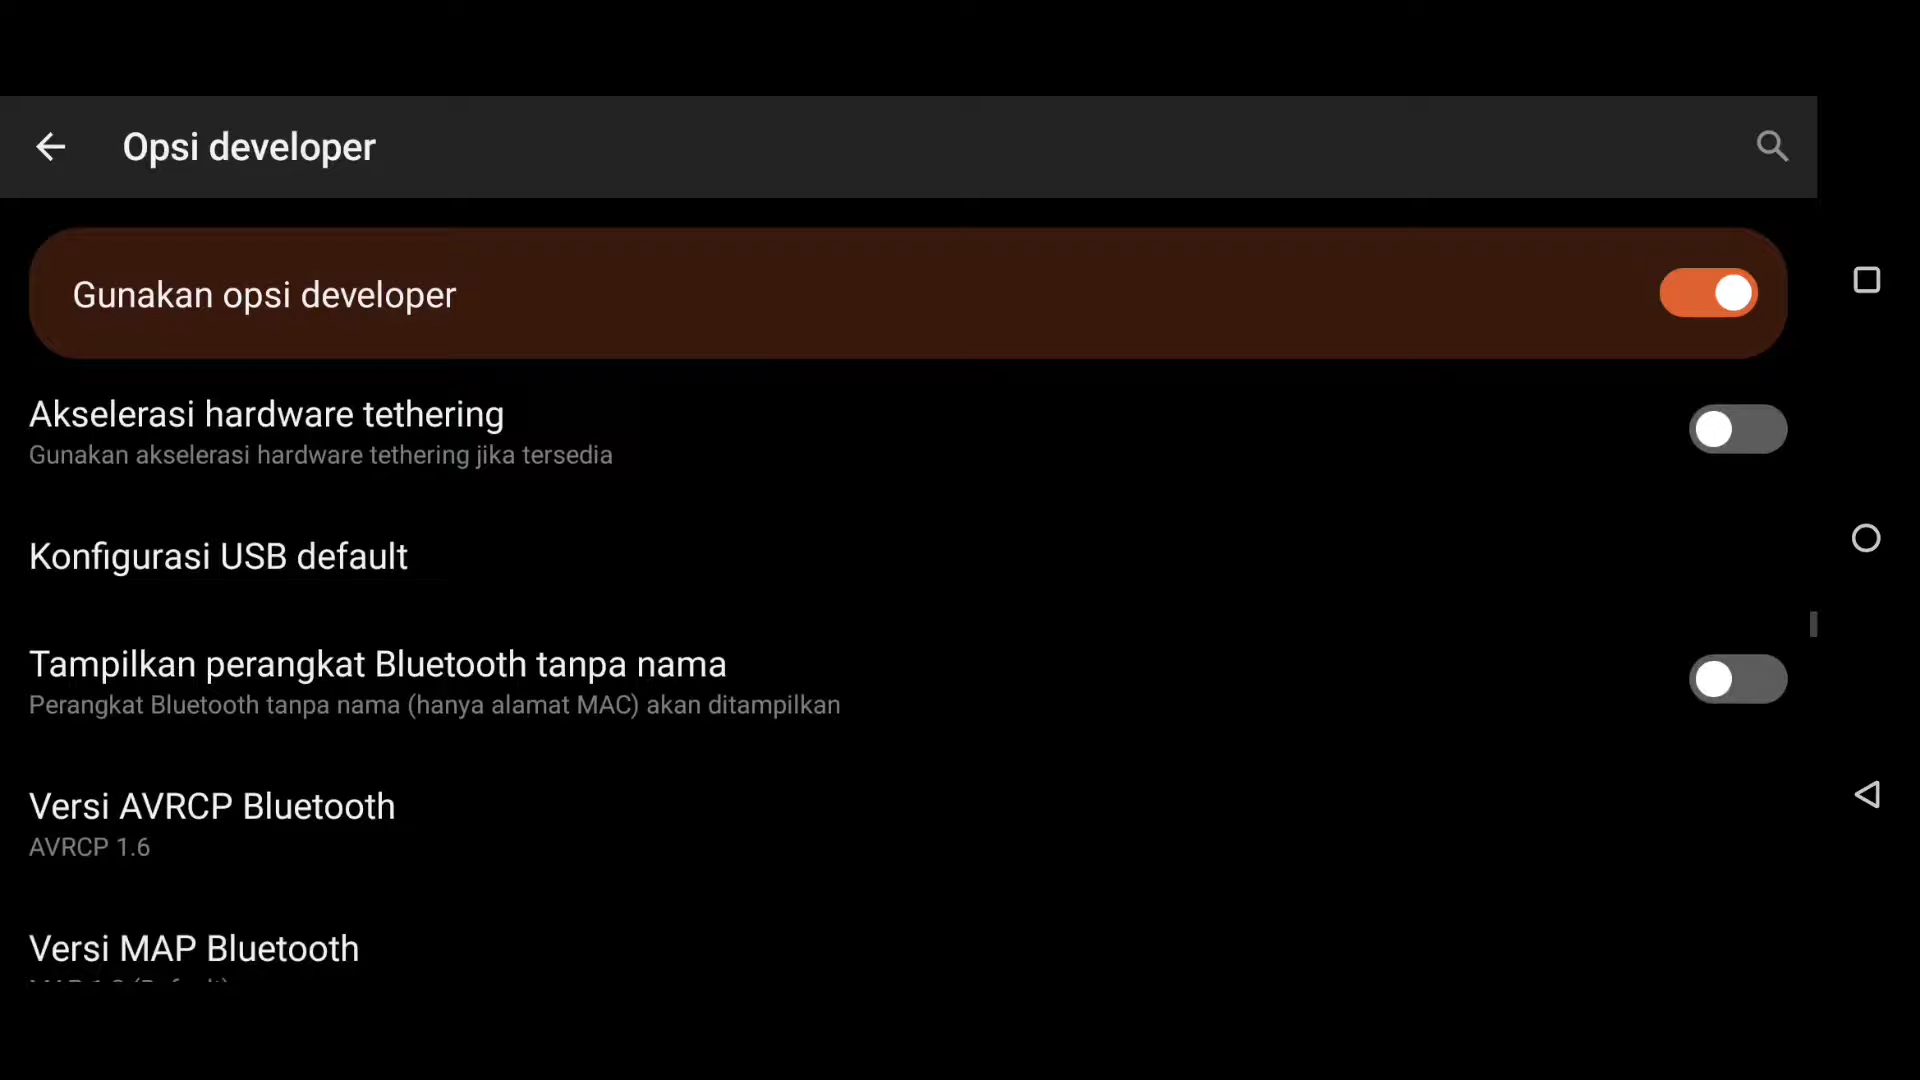 Opsi developer
Gunakan opsi developer
Akselerasi hardware tethering
Gunakan akselerasi hardware tethering jika tersedia
Konfigurasi USB default
Tampilkan perangkat Bluetooth tanpa nama
Perangkat Bluetooth tanpa nama (hanya alamat MAC) akan ditampilkan
Versi AVRCP Bluetooth
AVRCP 1.6
Versi MAP Bluetooth